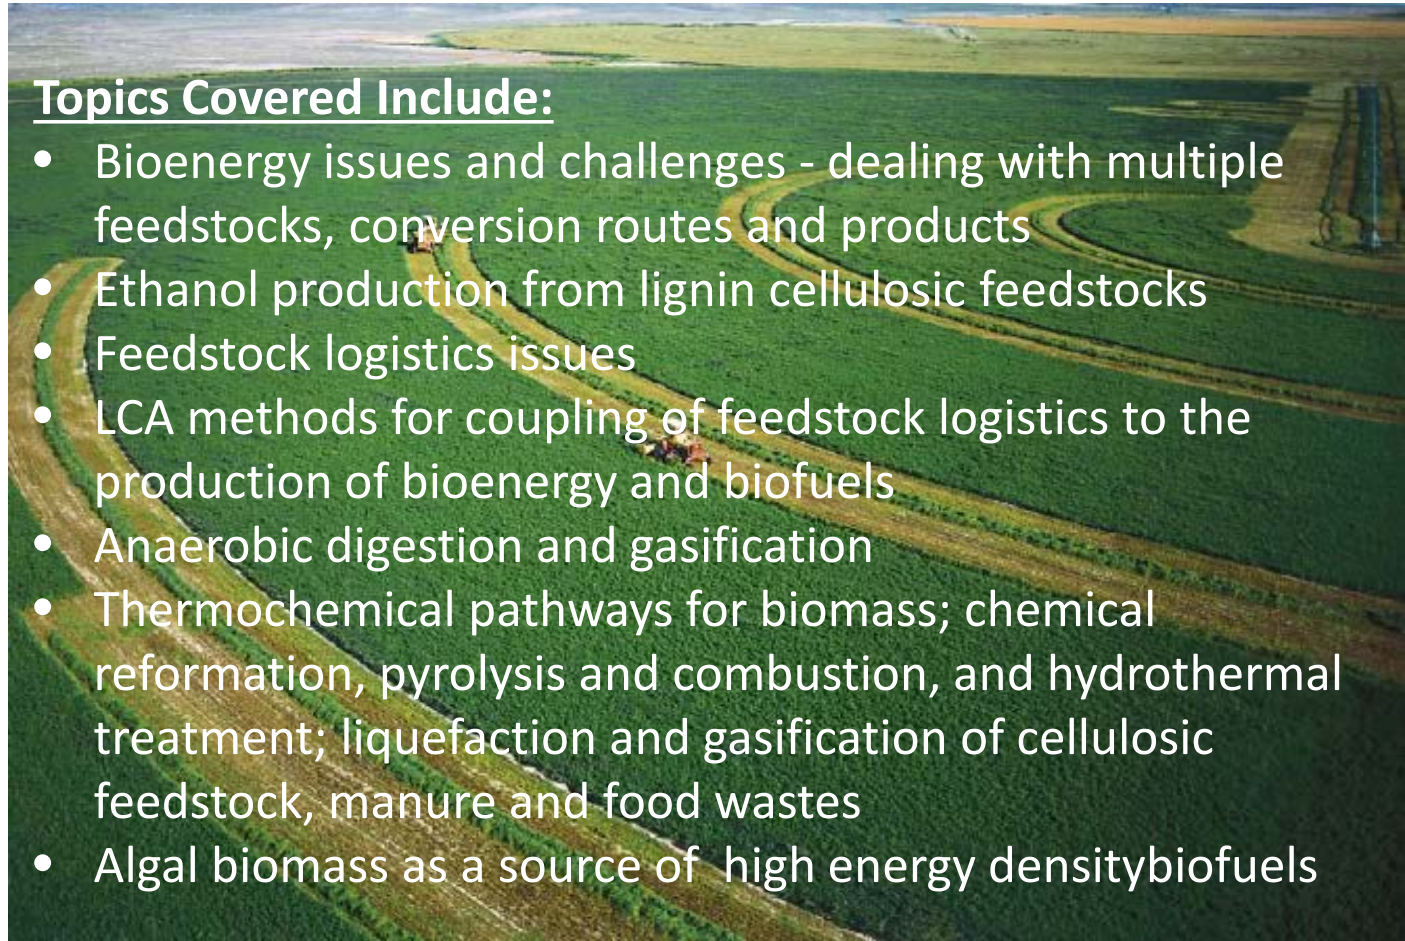 Topics Covered Include:
• Bioenergy issues and challenges - dealing with multiple
feedstocks, conversion routes and products
• Ethanol production from lignin cellulosic feedstocks
• Feedstock logistics issues
• LCA methods for coupling of feedstock logistics to the
production of bioenergy and biofuels
• Anaerobic digestion and gasification
• Thermochemical pathways for biomass; chemical
reformation, pyrolysis and combustion, and hydrothermal
treatment; liquefaction and gasification of cellulosic
feedstock, manure and food wastes
• Algal biomass as a source of  high energy densitybiofuels